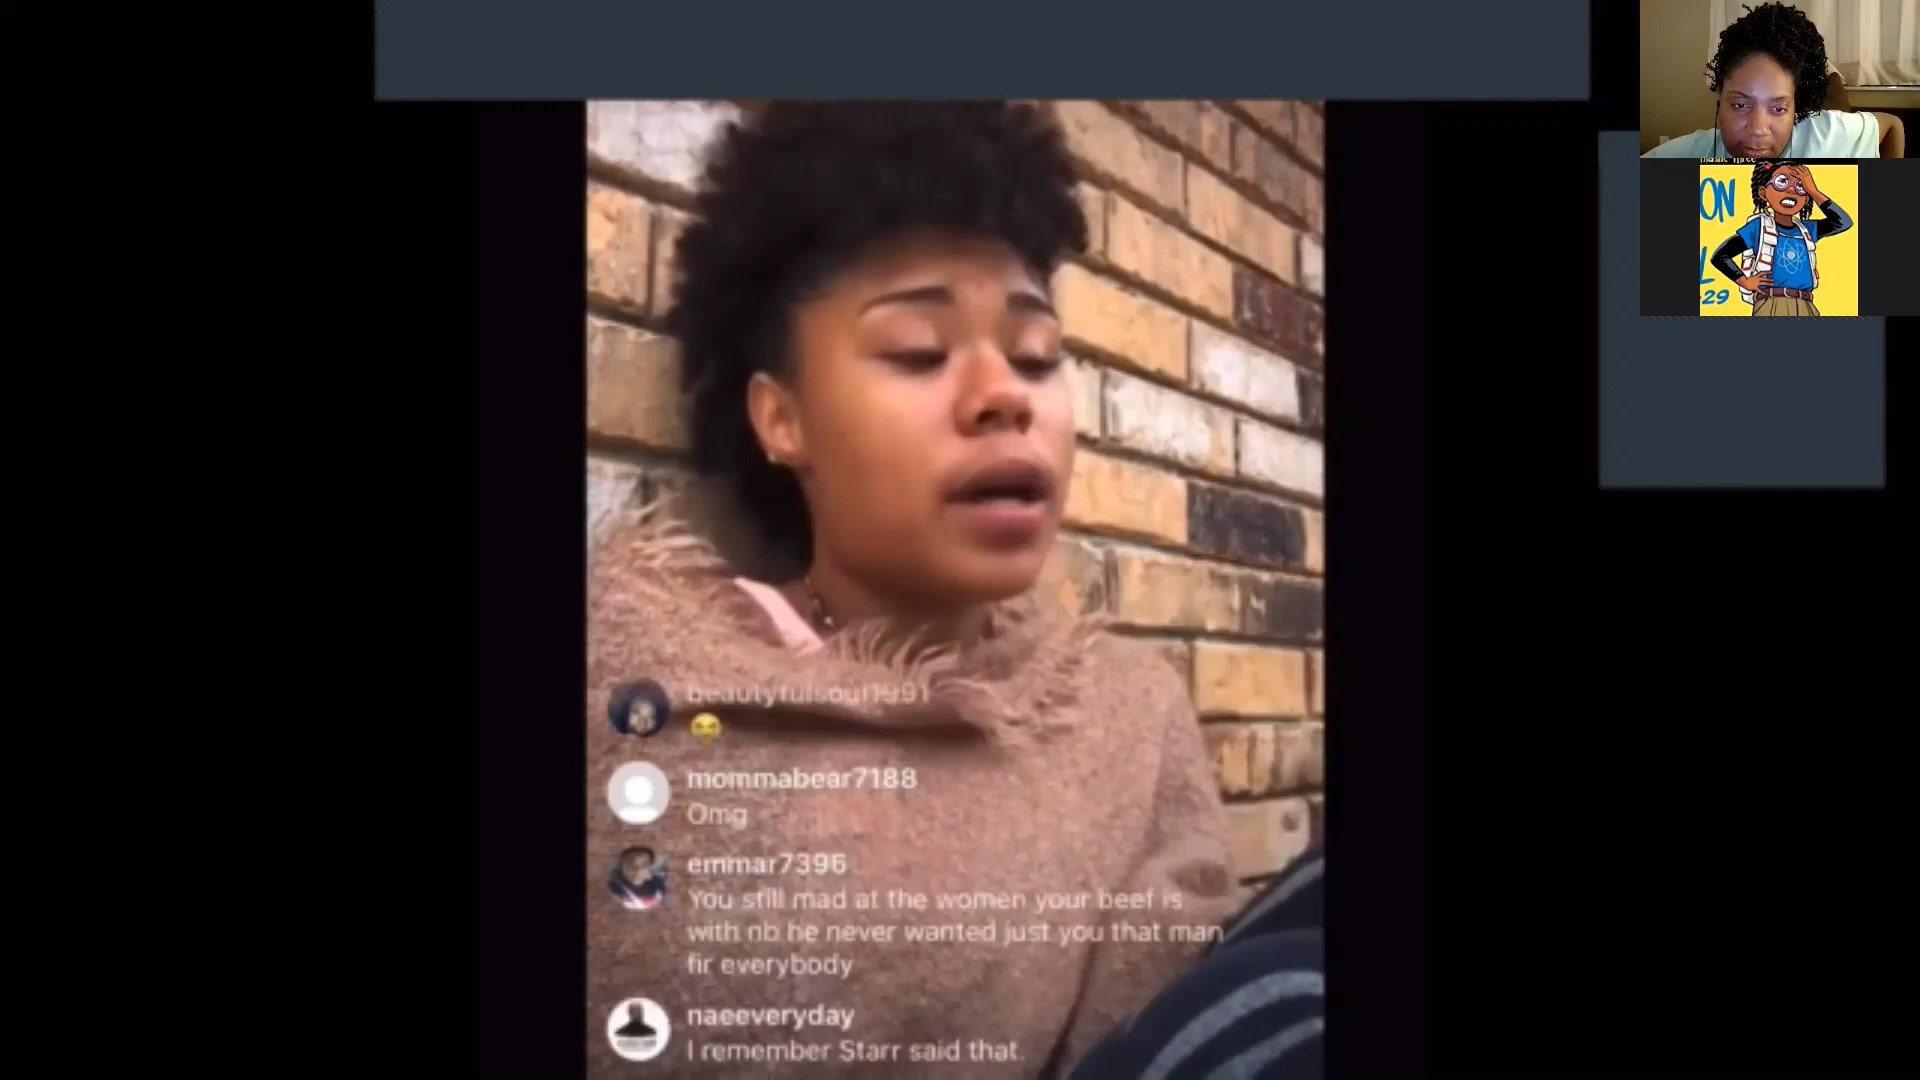 beautyfulsoul1991
😂
mommabear7188
Omg
emmar7396
You still mad at the women your beef is
with nb he never wanted just you that man
fir everybody
naeeveryday
I remember Starr said that.
ON
29